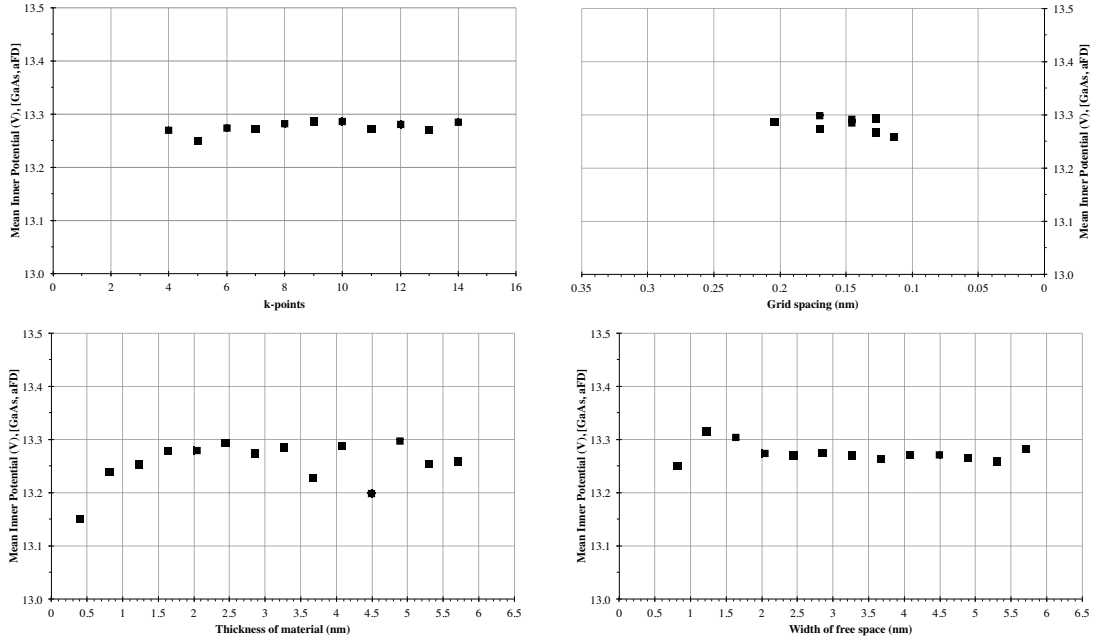 13.5
13.4
13.3
13.2
13.1
13.0
Mean Inner Potential (V), [GaAs, aFD]
0 2 4 6 8 10 12 14 16
k-points
13.5
13.4
13.3
13.2
13.1
13.0
Mean Inner Potential (V), [GaAs, aFD]
0.35 0.3 0.25 0.2 0.15 0.1 0.05 0
Grid spacing (nm)
13.5
13.4
13.3
13.2
13.1
13.0
Mean Inner Potential (V), [GaAs, aFD]
0 0.5 1 1.5 2 2.5 3 3.5 4 4.5 5 5.5 6 6.5
Thickness of material (nm)
13.5
13.4
13.3
13.2
13.1
13.0
Mean Inner Potential (V), [GaAs, aFD]
0 0.5 1 1.5 2 2.5 3 3.5 4 4.5 5 5.5 6 6.5
Width of free space (nm)